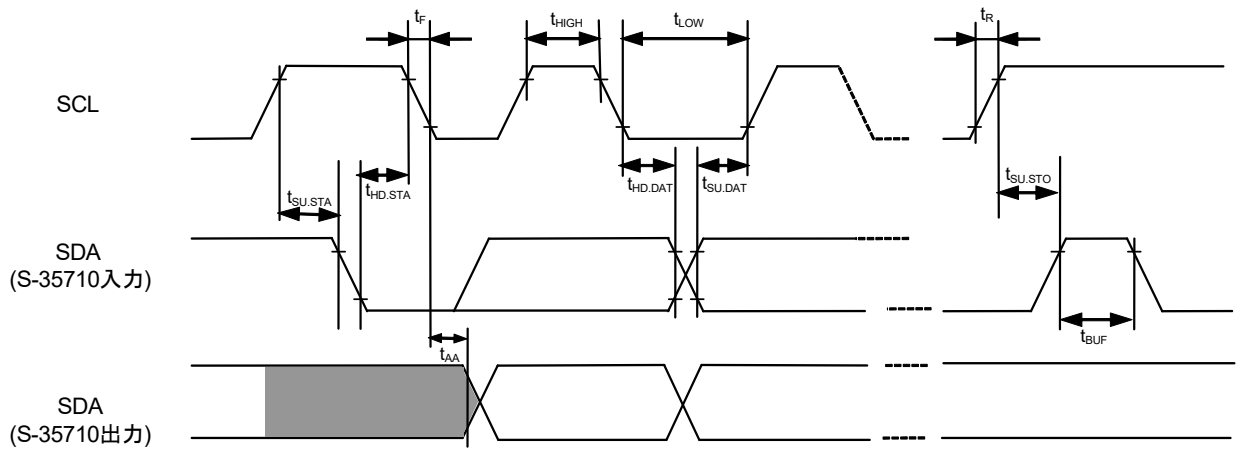 tF
tHIGH
tLOW
tR
SCL
tSU.STA
tHD.STA
tHD.DAT
tSU.DAT
tSU.STO
SDA
(S-35710入力)
tBUF
tAA
SDA
(S-35710出力)